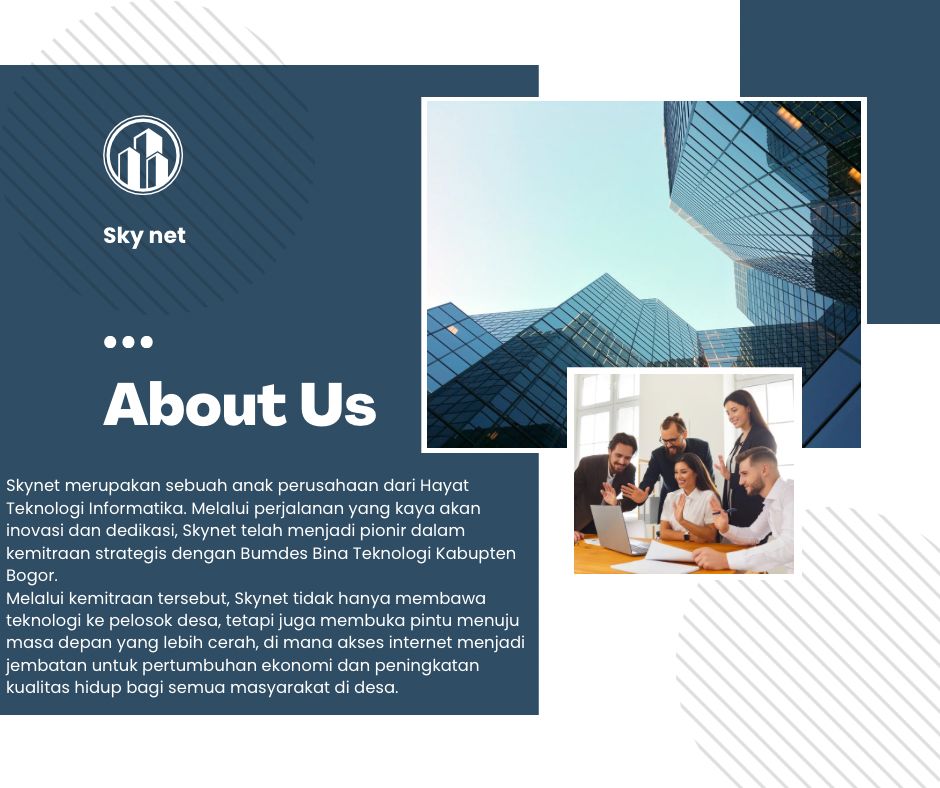 Sky net
About Us
Skynet merupakan sebuah anak perusahaan dari Hayat
Teknologi Informatika. Melalui perjalanan yang kaya akan
inovasi dan dedikasi, Skynet telah menjadi pionir dalam
kemitraan strategis dengan Bumdes Bina Teknologi Kabupten
Bogor.
Melalui kemitraan tersebut, Skynet tidak hanya membawa
teknologi ke pelosok desa, tetapi juga membuka pintu menuju
masa depan yang lebih cerah, di mana akses internet menjadi
jembatan untuk pertumbuhan ekonomi dan peningkatan
kualitas hidup bagi semua masyarakat di desa.